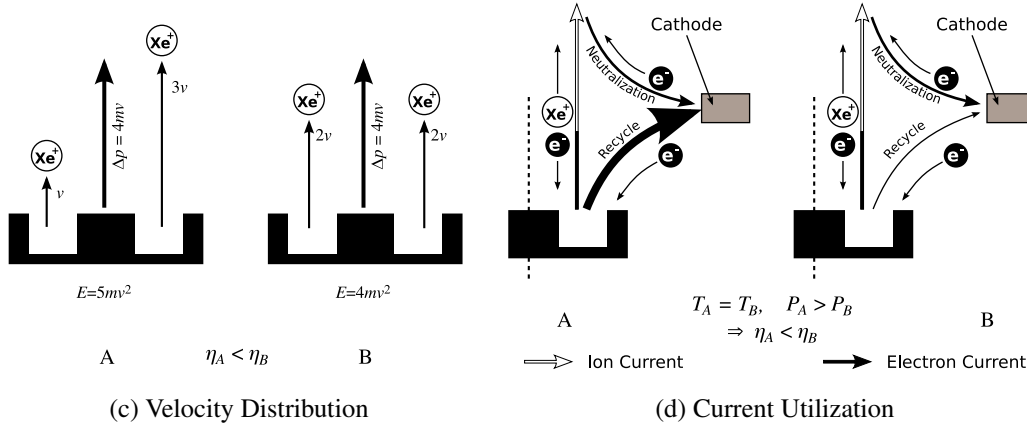 Xe+
3v
Δp = 4mv
Xe+
v
E=5mv²
A
Xe+
2v
Δp = 4mv
Xe+
2v
E=4mv²
B
η_A < η_B
(c) Velocity Distribution
Cathode
Neutralization
e-
Xe+
e-
Recycle
e-
A
Cathode
Neutralization
e-
Xe+
e-
Recycle
e-
B
T_A = T_B, P_A > P_B
⇒ η_A < η_B
Ion Current
Electron Current
(d) Current Utilization